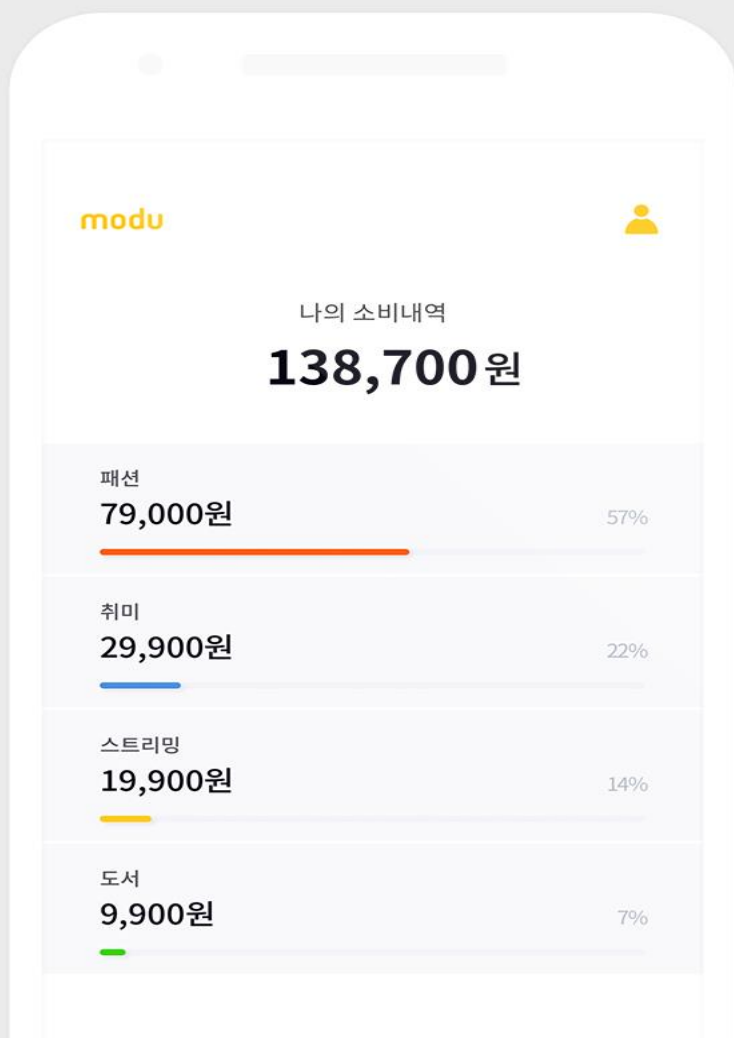 modu
나의 소비내역
138,700원
패션
79,000원
57%
취미
29,900원
22%
스트리밍
19,900원
14%
도서
9,900원
7%